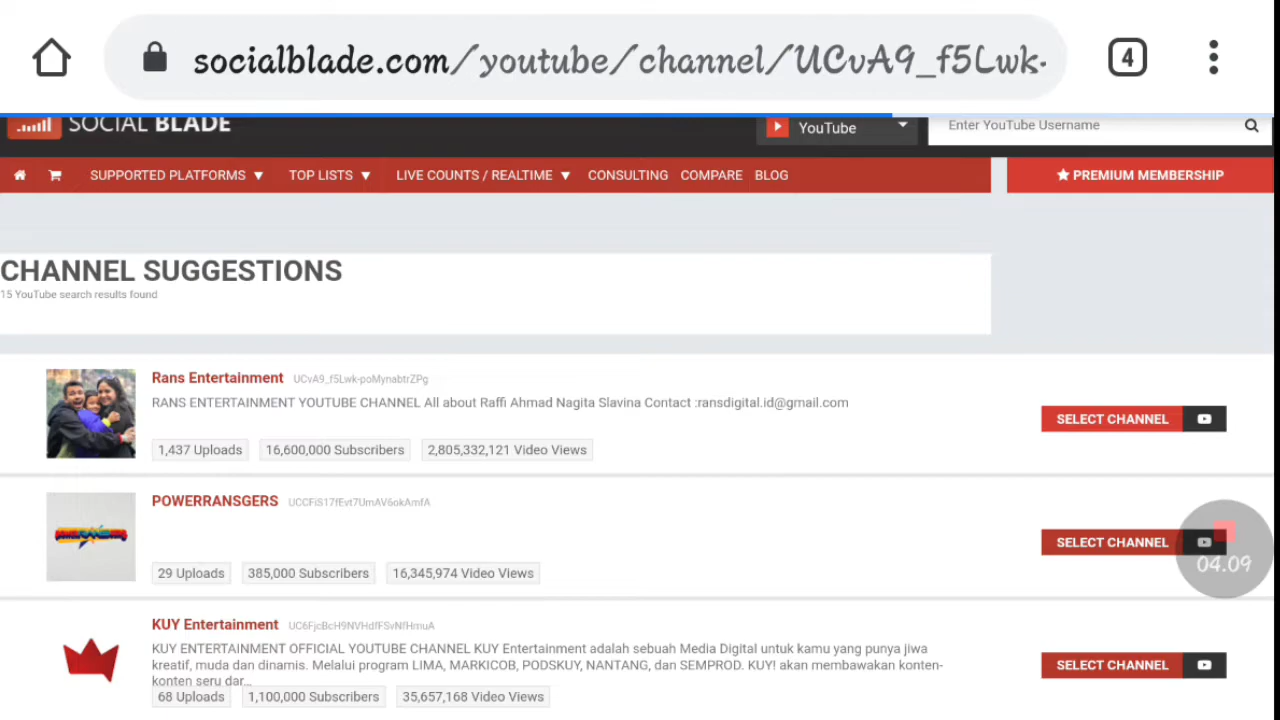 socialblade.com/youtube/channel/UCvA9_f5Lwk-
4
SOCIAL BLADE
YouTube
Enter YouTube Username
SUPPORTED PLATFORMS
TOP LISTS
LIVE COUNTS / REALTIME
CONSULTING
COMPARE
BLOG
PREMIUM MEMBERSHIP
CHANNEL SUGGESTIONS
15 YouTube search results found
Rans Entertainment UCvA9_f5Lwk-poMynabtrZPg
RANS ENTERTAINMENT YOUTUBE CHANNEL All about Raffi Ahmad Nagita Slavina Contact :ransdigital.id@gmail.com
SELECT CHANNEL
1,437 Uploads
16,600,000 Subscribers
2,805,332,121 Video Views
POWERRANSGERS UCCFiS17fEvt7UmAV6okAmfA
SELECT CHANNEL
04.09
29 Uploads
385,000 Subscribers
16,345,974 Video Views
KUY Entertainment UC6FjcBcH9NVHdfFSvNfHmuA
KUY ENTERTAINMENT OFFICIAL YOUTUBE CHANNEL KUY Entertainment adalah sebuah Media Digital untuk kamu yang punya jiwa
kreatif, muda dan dinamis. Melalui program LIMA, MARKICOB, PODSKUY, NANTANG, dan SEMPROD. KUY! akan membawakan konten-
konten seru dar...
SELECT CHANNEL
68 Uploads
1,100,000 Subscribers
35,657,168 Video Views